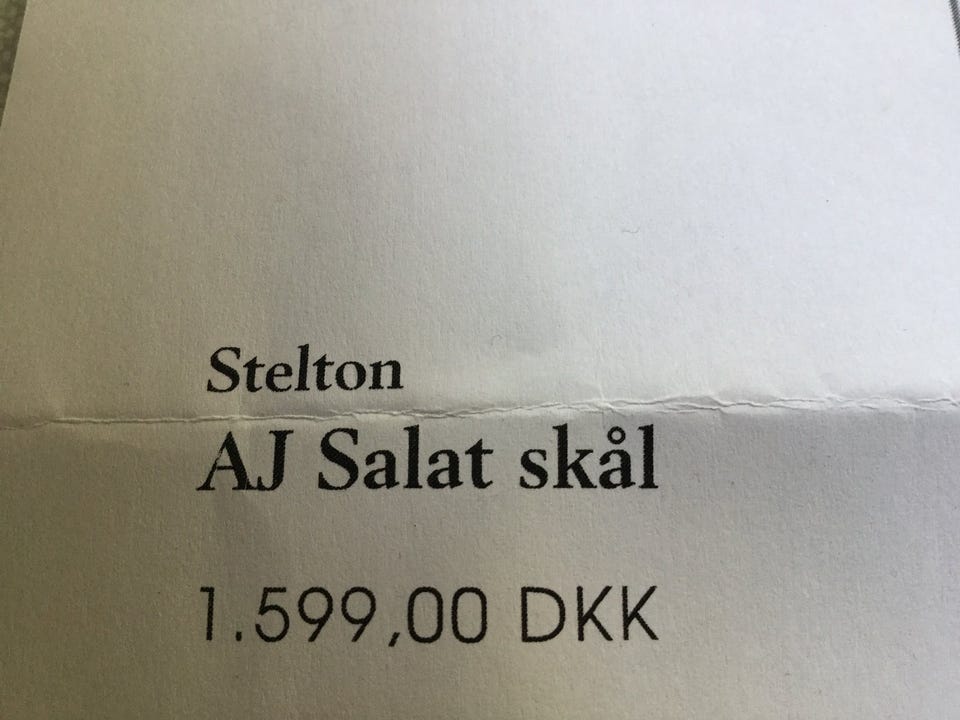 Stelton
AJ Salat skål
1.599,00 DKK